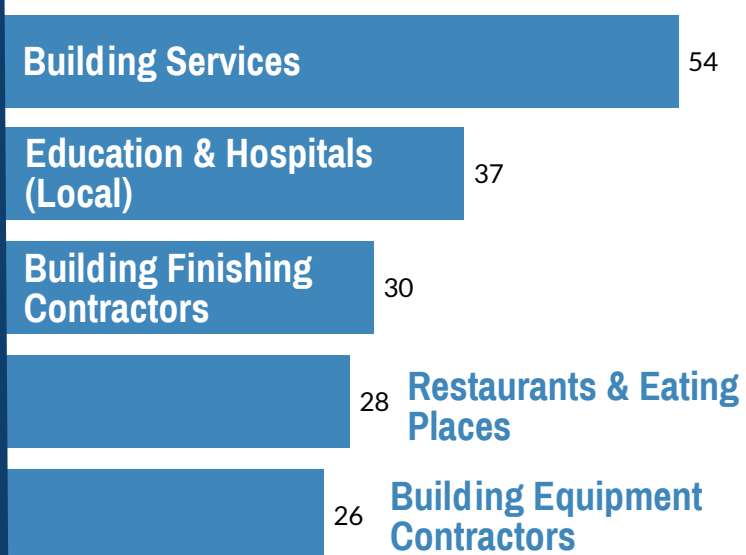 Building Services
54
Education & Hospitals
(Local)
37
Building Finishing
Contractors
30
28
Restaurants & Eating
Places
26
Building Equipment
Contractors